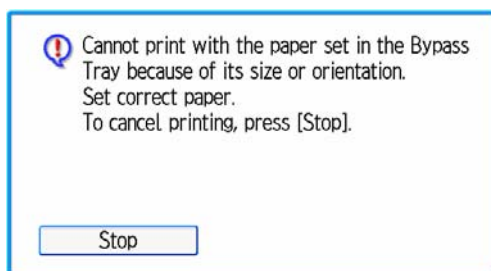 Cannot print with the paper set in the Bypass
Tray because of its size or orientation.
Set correct paper.
To cancel printing, press [Stop].
Stop